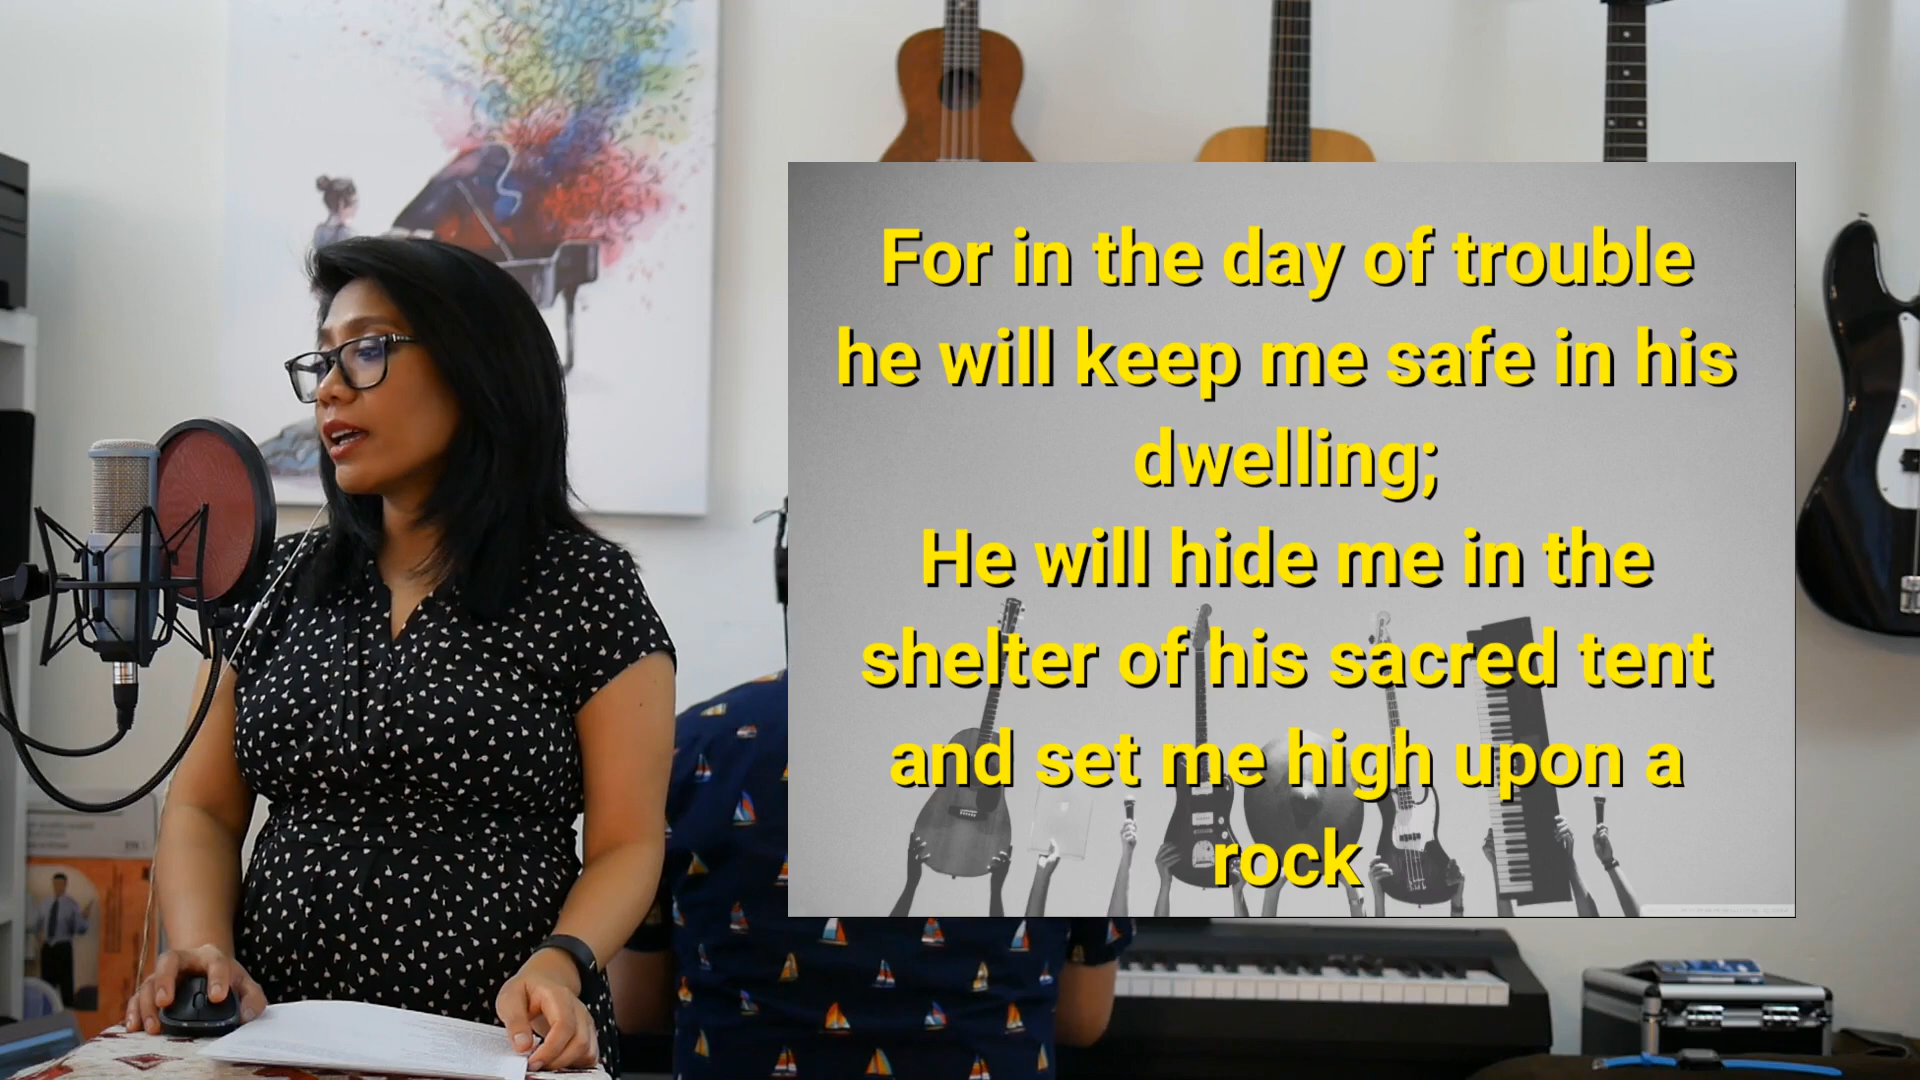 For in the day of trouble
he will keep me safe in his
dwelling;
He will hide me in the
shelter of his sacred tent
and set me high upon a
rock